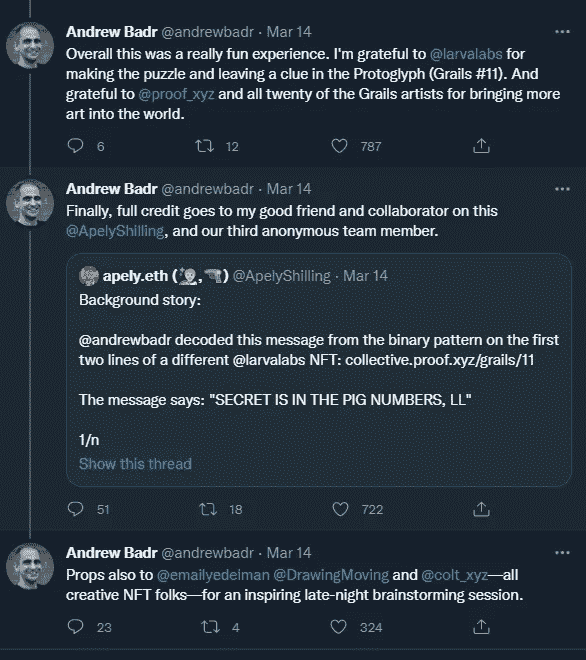 Andrew Badr @andrewbadr · Mar 14
Overall this was a really fun experience. I'm grateful to @larvalabs for
making the puzzle and leaving a clue in the Protoglyph (Grails #11). And
grateful to @proof_xyz and all twenty of the Grails artists for bringing more
art into the world.
6 12 787
Andrew Badr @andrewbadr · Mar 14
Finally, full credit goes to my good friend and collaborator on this
@ApelyShilling, and our third anonymous team member.
apely.eth (👩‍🚀,🔫) @ApelyShilling · Mar 14
Background story:
@andrewbadr decoded this message from the binary pattern on the first
two lines of a different @larvalabs NFT: collective.proof.xyz/grails/11
The message says: "SECRET IS IN THE PIG NUMBERS, LL"
1/n
Show this thread
51 18 722
Andrew Badr @andrewbadr · Mar 14
Props also to @emailyedelman @DrawingMoving and @colt_xyz—all
creative NFT folks—for an inspiring late-night brainstorming session.
23 4 324